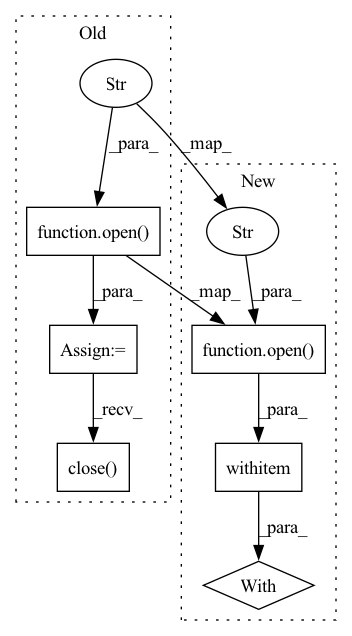 Old
Str
_para_
_map_
New
function.open()
Str
_para_
_map_
_para_
Assign:=
function.open()
_recv_
_para_
close()
withitem
_para_
With